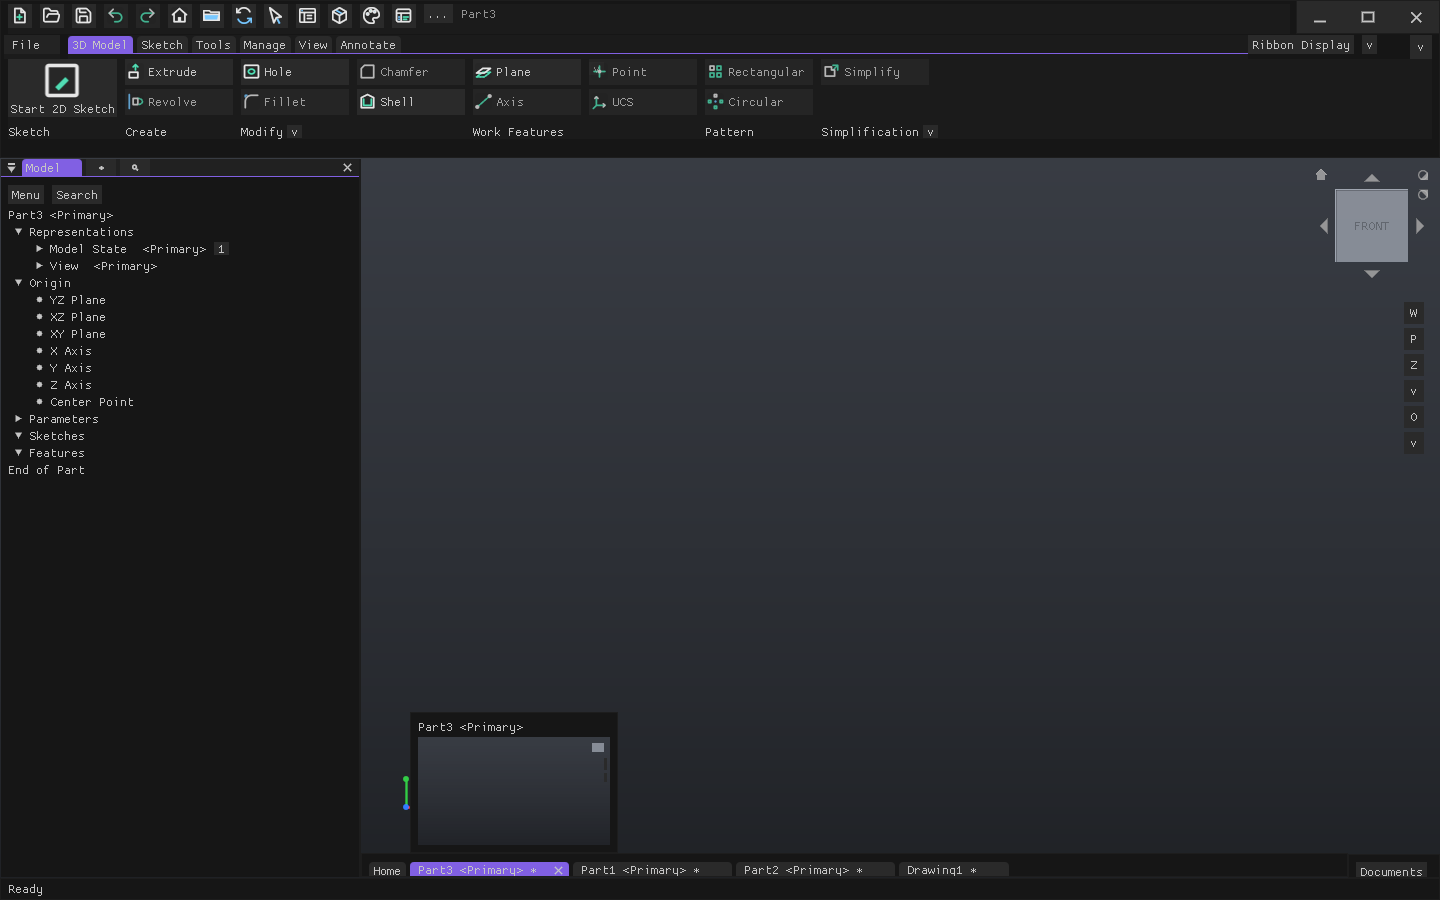 ... Part3
File 3D Model Sketch Tools Manage View Annotate Ribbon Display v v
Extrude Hole Chamfer Plane Point Rectangular Simplify
Start 2D Sketch Revolve Fillet Shell Axis UCS Circular
Sketch Create Modify v Work Features Pattern Simplification v
Model
Menu Search
Part3 <Primary>
Representations
Model State <Primary> 1
View <Primary>
Origin
YZ Plane
XZ Plane
XY Plane
X Axis
Y Axis
Z Axis
Center Point
Parameters
Sketches
Features
End of Part
FRONT
W
P
Z
v
O
v
Part3 <Primary>
Home Part3 <Primary> * Part1 <Primary> * Part2 <Primary> * Drawing1 * Documents
Ready